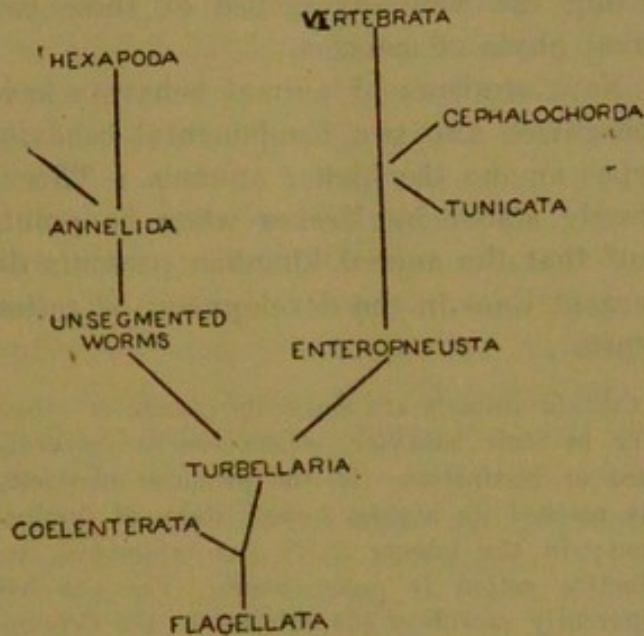 VERTEBRATA
HEXAPODA
CEPHALOCHORDA
TUNICATA
ANNELIDA
UNSEGMENTED
WORMS
ENTEROPNEUSTA
TURBELLARIA
COELENTERATA
FLAGELLATA